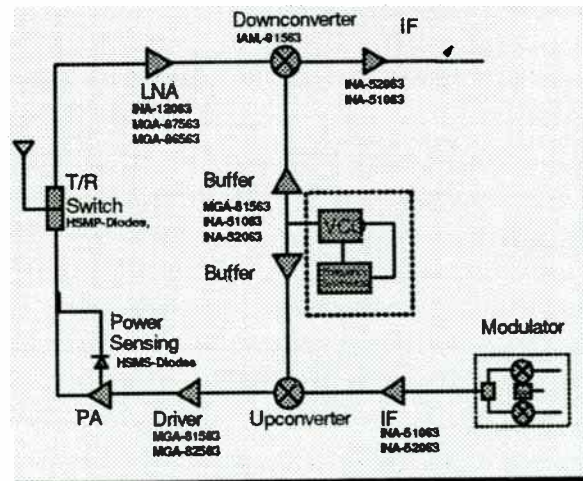 Downconverter
IAM-81563
IF
LNA
INA-12063
MGA-87563
MGA-86563
INA-52063
INA-51063
T/R
Switch
HSMP-Diodes,
Buffer
MGA-81563
INA-51063
INA-52063
Buffer
VCO
Power
Sensing
HSMS-Diodes
Modulator
PA
Driver
MGA-81563
MGA-82563
Upconverter
IF
INA-51063
INA-52063